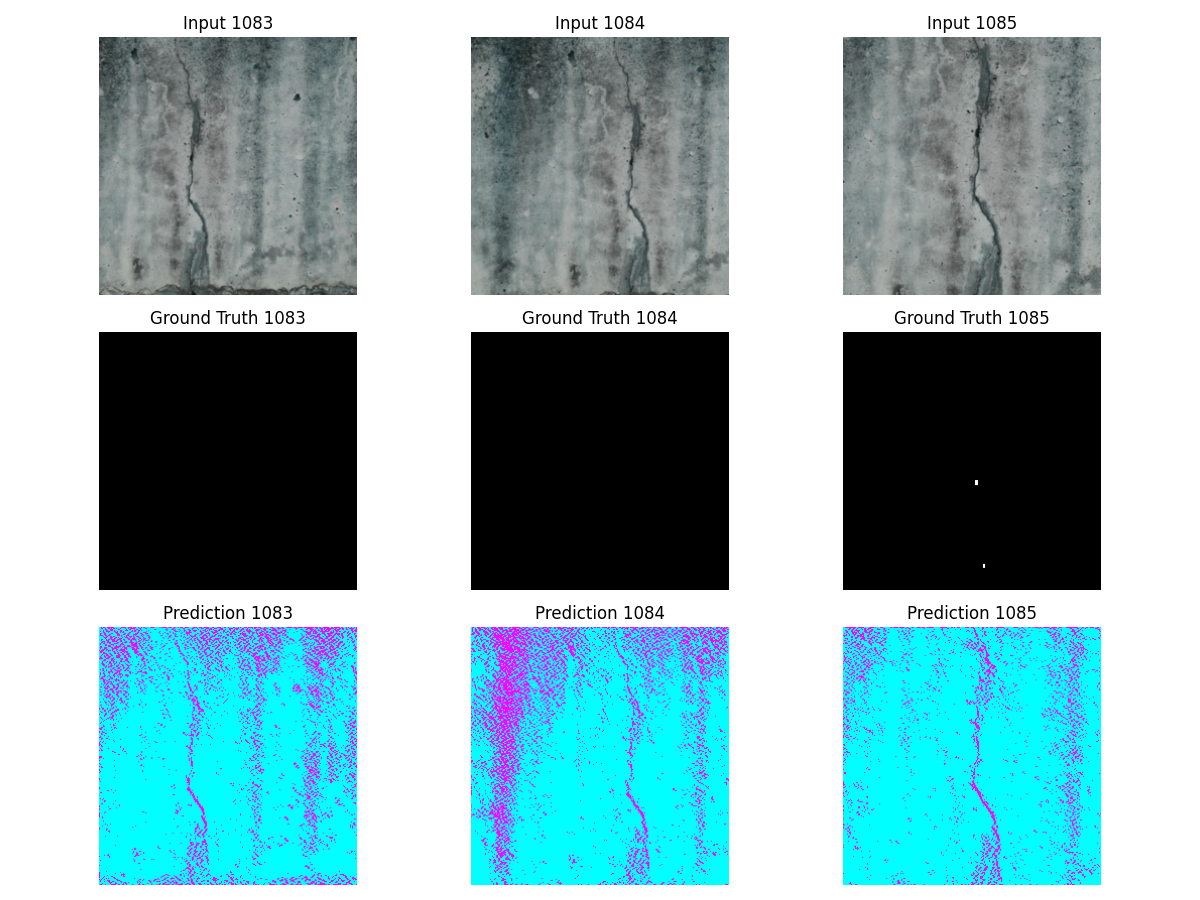 Input 1083
Input 1084
Input 1085
Ground Truth 1083
Ground Truth 1084
Ground Truth 1085
Prediction 1083
Prediction 1084
Prediction 1085